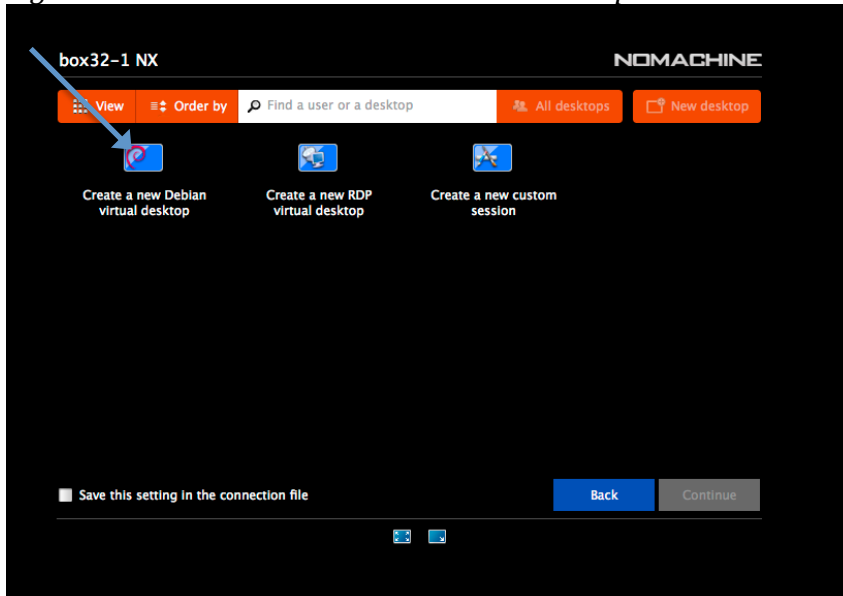 box32-1 NX
NOMACHINE
View
Order by
Find a user or a desktop
All desktops
New desktop
Create a new Debian
virtual desktop
Create a new RDP
virtual desktop
Create a new custom
session
Save this setting in the connection file
Back
Continue